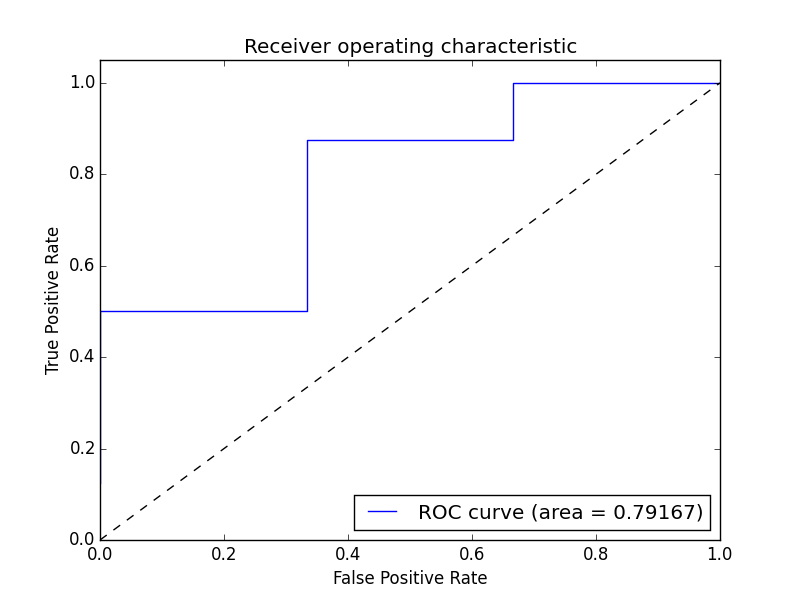 Receiver operating characteristic
1.0
0.8
0.6
0.4
0.2
0.0
True Positive Rate
ROC curve (area = 0.79167)
0.0 0.2 0.4 0.6 0.8 1.0
False Positive Rate